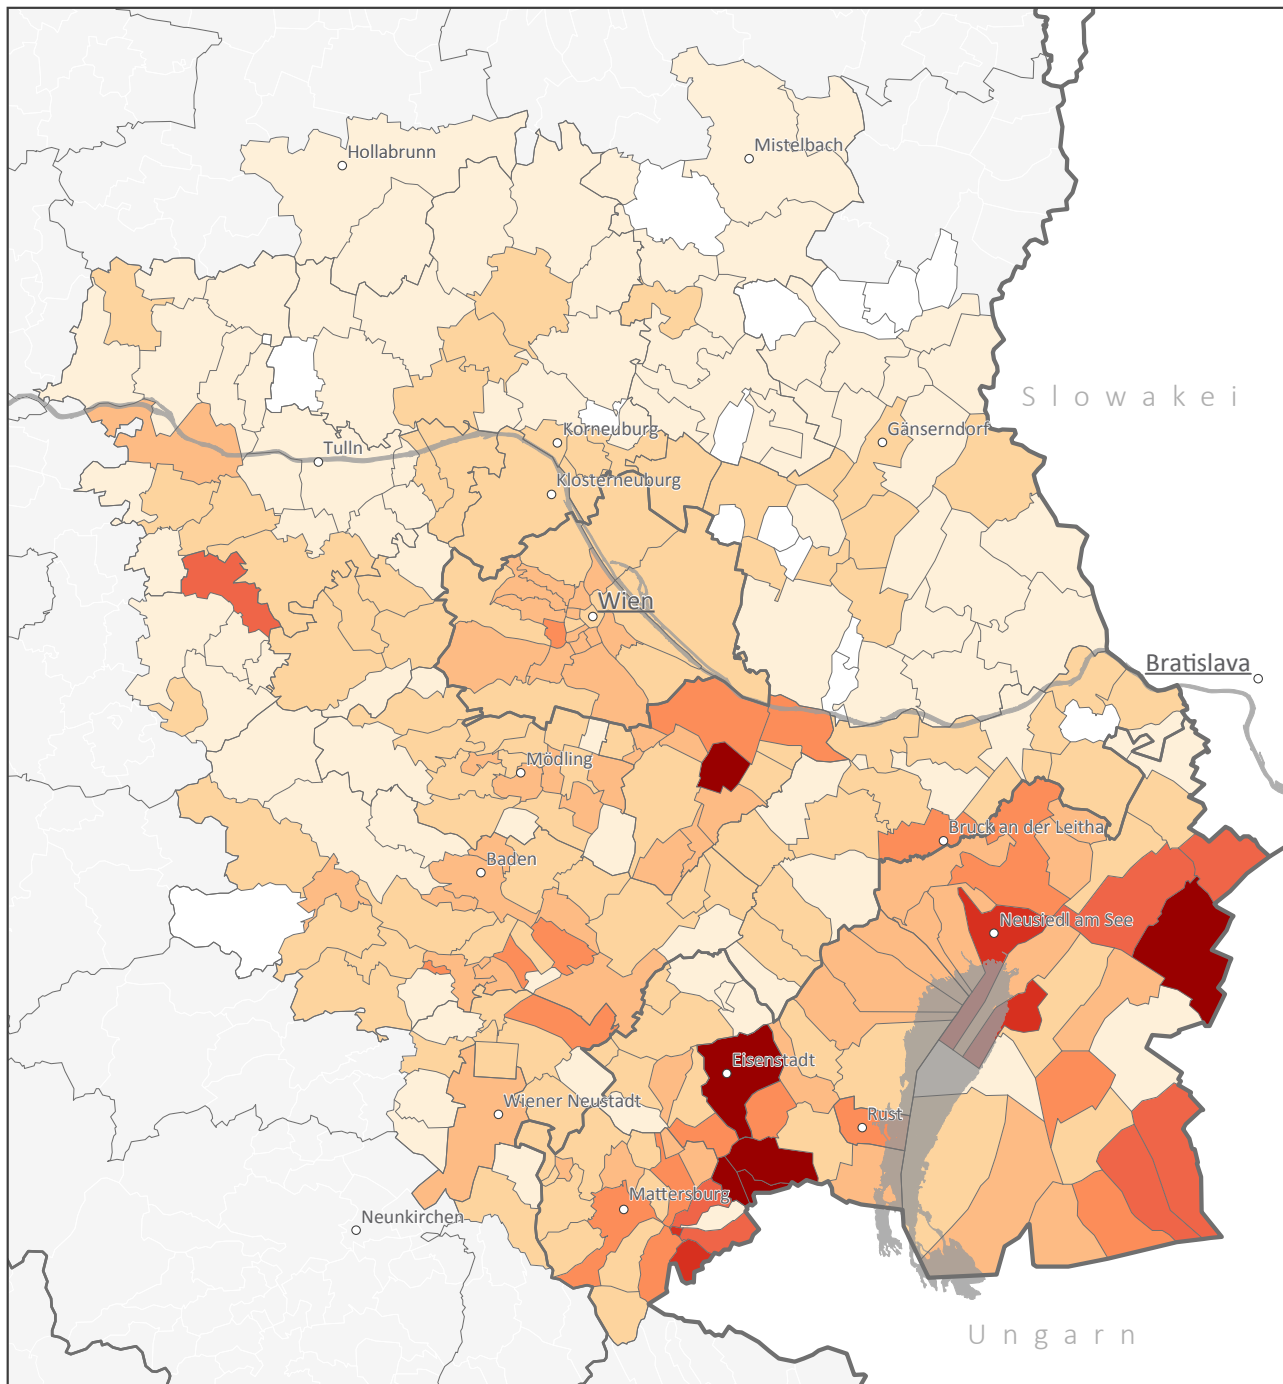 Mistelbach
Hollabrunn
Slowakei
Korneuburg
Gänserndorf
Tulln
Klosterneuburg
Wien
Bratislava
Mödling
Bruck an der Leitha
Baden
Neusiedl am See
Eisenstadt
Wiener Neustadt
Rust
Mattersburg
Neunkirchen
Ungarn